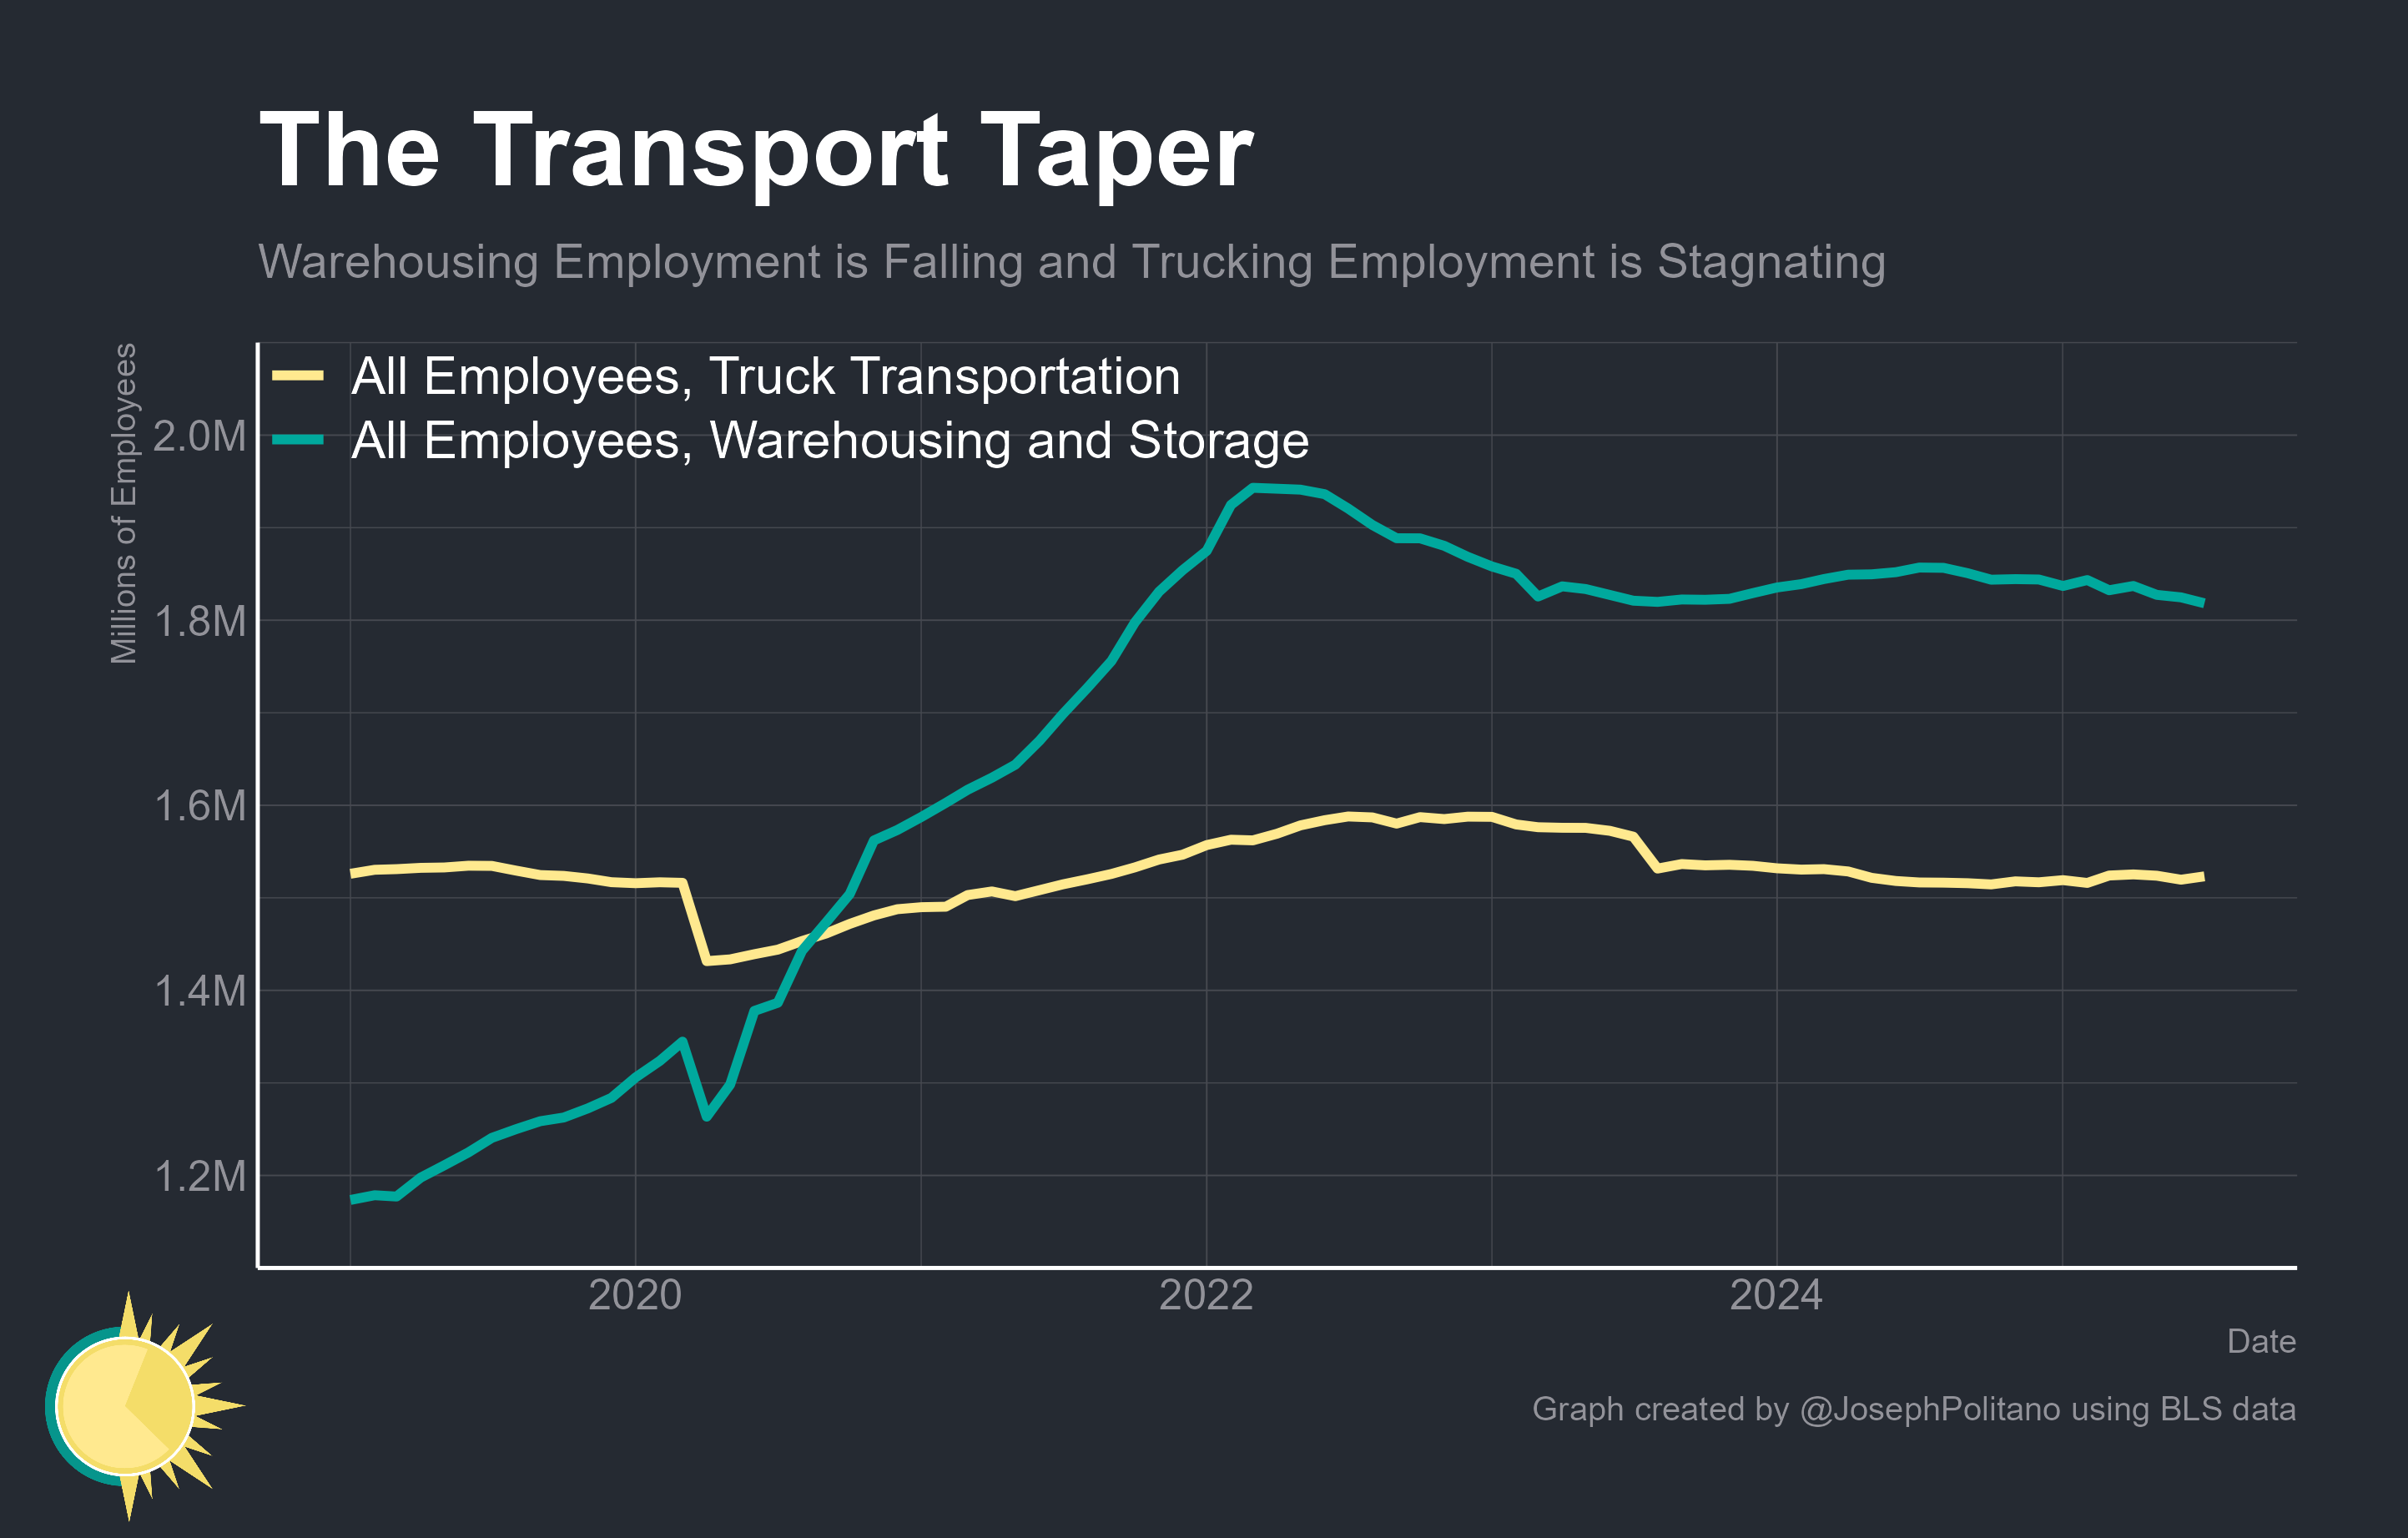 The Transport Taper
Warehousing Employment is Falling and Trucking Employment is Stagnating
Millions of Employees
All Employees, Truck Transportation
All Employees, Warehousing and Storage
2.0M
1.8M
1.6M
1.4M
1.2M
2020
2022
2024
Date
Graph created by @JosephPolitano using BLS data